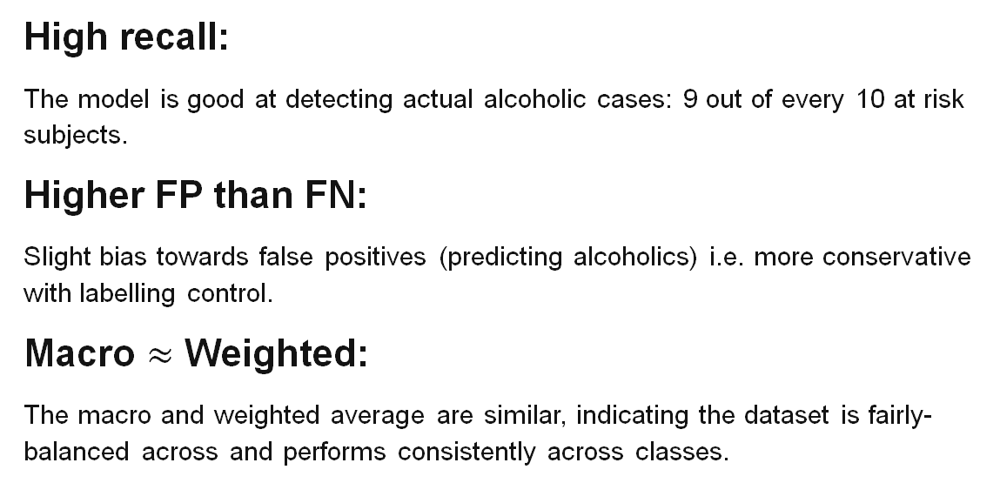 High recall:
The model is good at detecting actual alcoholic cases: 9 out of every 10 at risk
subjects.
Higher FP than FN:
Slight bias towards false positives (predicting alcoholics) i.e. more conservative
with labelling control.
Macro ≈ Weighted:
The macro and weighted average are similar, indicating the dataset is fairly-
balanced across and performs consistently across classes.